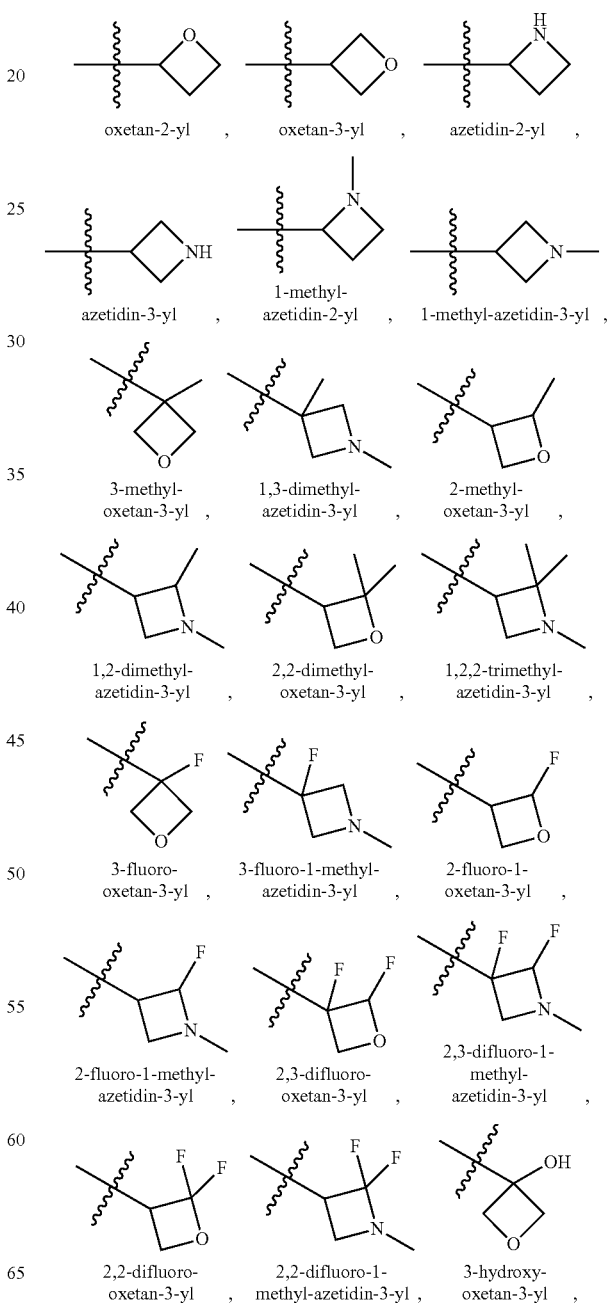 20
O O H N
oxetan-2-yl , oxetan-3-yl , azetidin-2-yl ,
25
NH N N
azetidin-3-yl , 1-methyl-
azetidin-2-yl , 1-methyl-azetidin-3-yl ,
30
O N O
35
3-methyl- 1,3-dimethyl- 2-methyl-
oxetan-3-yl , azetidin-3-yl , oxetan-3-yl ,
40
N O N
1,2-dimethyl- 2,2-dimethyl- 1,2,2-trimethyl-
azetidin-3-yl , oxetan-3-yl , azetidin-3-yl ,
45
F F F
O N O
50
3-fluoro- 3-fluoro-1-methyl- 2-fluoro-1-
oxetan-3-yl , azetidin-3-yl , oxetan-3-yl ,
F F F F F
55
N O N
2-fluoro-1-methyl- 2,3-difluoro- 2,3-difluoro-1-
azetidin-3-yl , oxetan-3-yl , methyl-
azetidin-3-yl ,
60
F F F F OH
O N O
65
2,2-difluoro- 2,2-difluoro-1- 3-hydroxy-
oxetan-3-yl , methyl-azetidin-3-yl , oxetan-3-yl ,